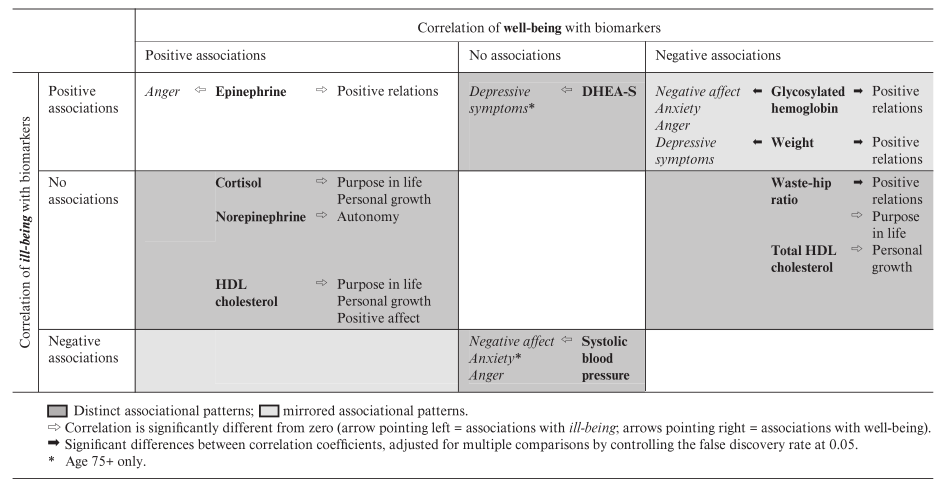 Correlation of well-being with biomarkers
Positive associations No associations Negative associations
Correlation of ill-being with biomarkers
Positive associations
Anger ⇦ Epinephrine ⇨ Positive relations
Depressive symptoms* ⇦ DHEA-S
Negative affect ⬅ Glycosylated ➡ Positive
Anxiety hemoglobin relations
Anger
Depressive ⬅ Weight ➡ Positive
symptoms relations
No associations
Cortisol ⇨ Purpose in life
Personal growth
Norepinephrine ⇨ Autonomy
HDL ⇨ Purpose in life
cholesterol Personal growth
Positive affect
Waste-hip ➡ Positive
ratio relations
⇨ Purpose
in life
Total HDL ⇨ Personal
cholesterol growth
Negative associations
Negative affect ⇦ Systolic
Anxiety* blood
Anger pressure
Distinct associational patterns; mirrored associational patterns.
⇨ Correlation is significantly different from zero (arrow pointing left = associations with ill-being; arrows pointing right = associations with well-being).
➡ Significant differences between correlation coefficients, adjusted for multiple comparisons by controlling the false discovery rate at 0.05.
* Age 75+ only.